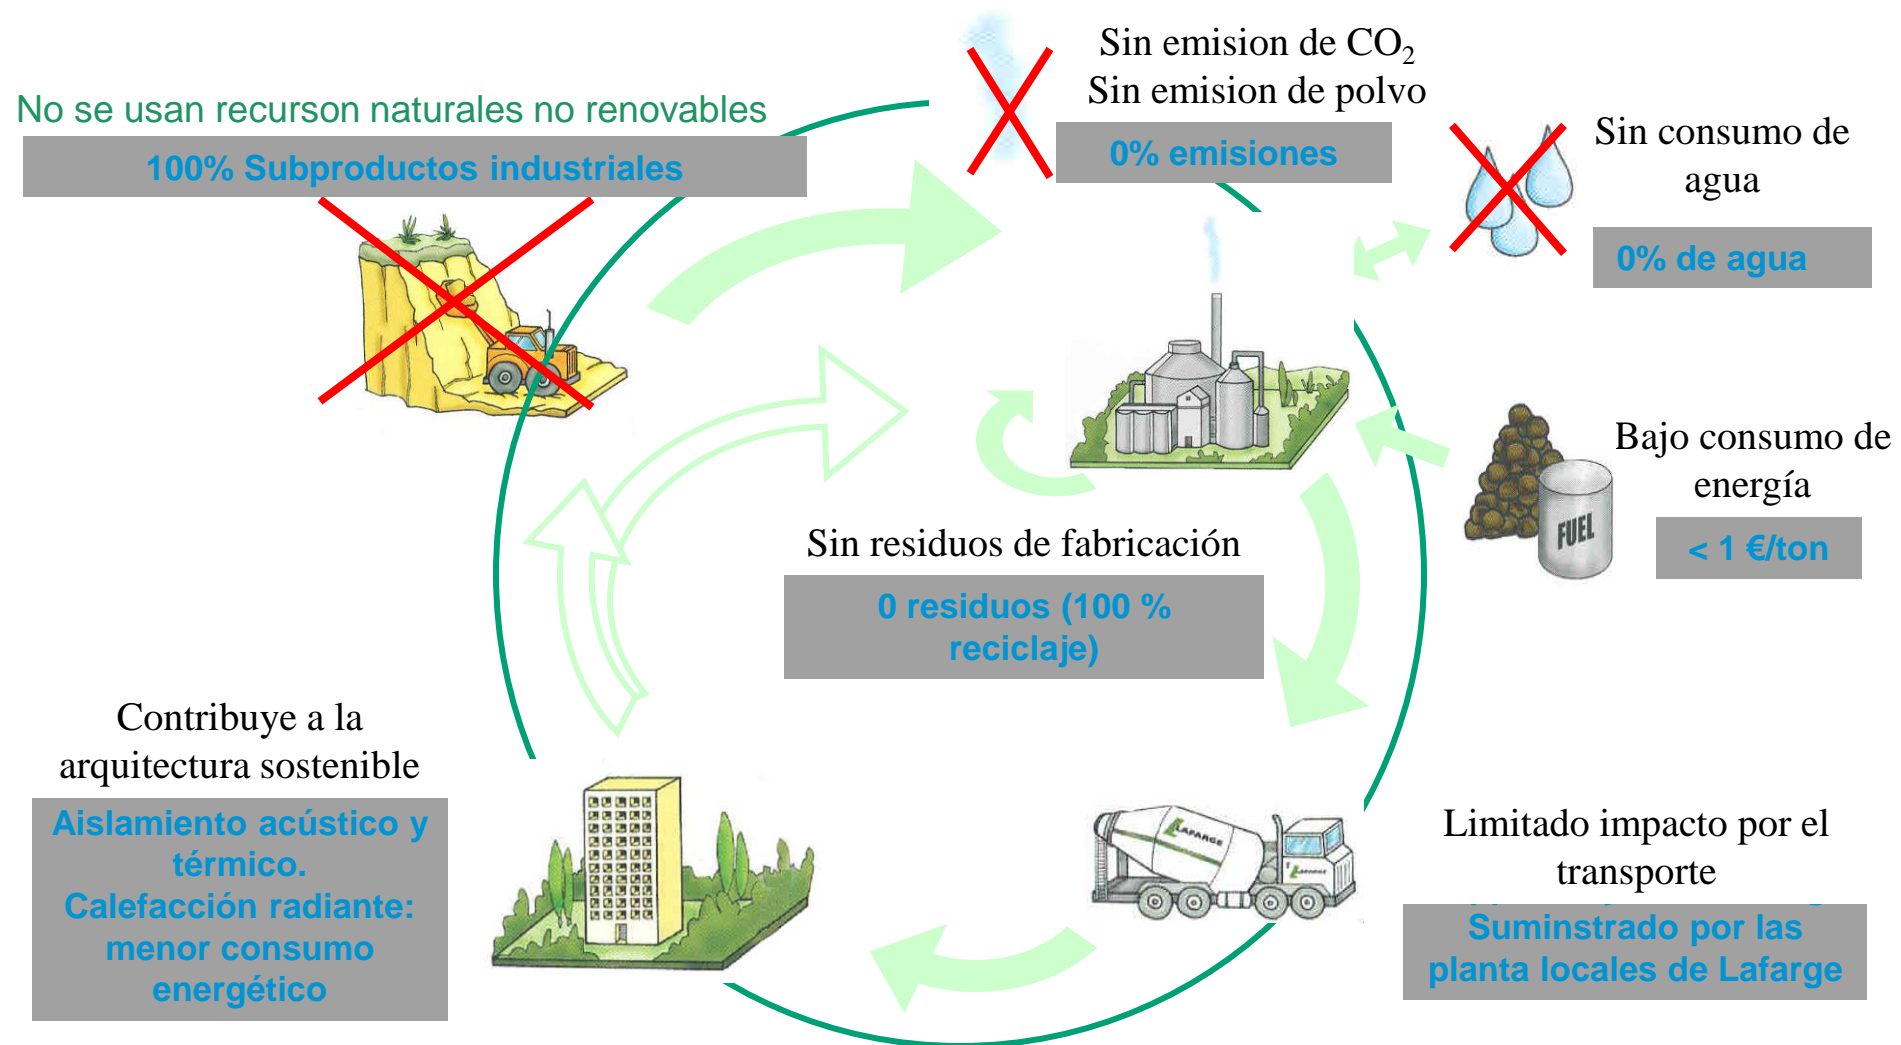 Sin emision de CO₂
Sin emision de polvo
0% emisiones
No se usan recurson naturales no renovables
100% Subproductos industriales
Sin consumo de
agua
0% de agua
Bajo consumo de
energía
< 1 €/ton
FUEL
Sin residuos de fabricación
0 residuos (100 %
reciclaje)
Contribuye a la
arquitectura sostenible
Aislamiento acústico y
térmico.
Calefacción radiante:
menor consumo
energético
LAFARGE
LAFARGE
Limitado impacto por el
transporte
Suminstrado por las
planta locales de Lafarge